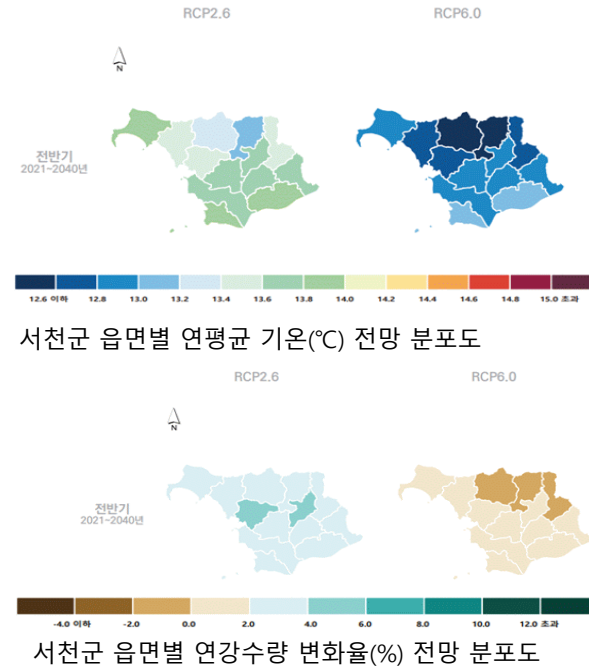 RCP2.6 RCP6.0
N
전반기
2021~2040년
12.6 이하 12.8 13.0 13.2 13.4 13.6 13.8 14.0 14.2 14.4 14.6 14.8 15.0 초과
서천군 읍면별 연평균 기온(℃) 전망 분포도
RCP2.6 RCP6.0
N
전반기
2021~2040년
-4.0 이하 -2.0 0.0 2.0 4.0 6.0 8.0 10.0 12.0 초과
서천군 읍면별 연강수량 변화율(%) 전망 분포도